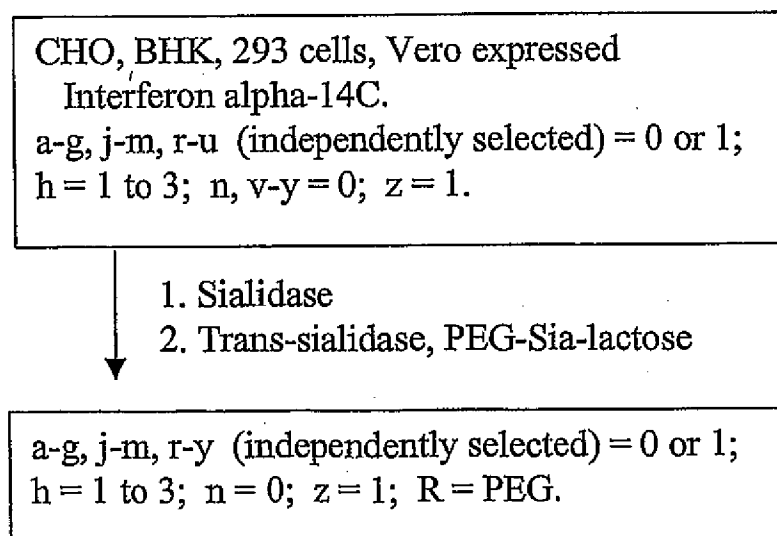 CHO, BHK, 293 cells, Vero expressed
Interferon alpha-14C.
a-g, j-m, r-u (independently selected) = 0 or 1;
h = 1 to 3; n, v-y = 0; z = 1.
1. Sialidase
2. Trans-sialidase, PEG-Sia-lactose
a-g, j-m, r-y (independently selected) = 0 or 1;
h = 1 to 3; n = 0; z = 1; R = PEG.